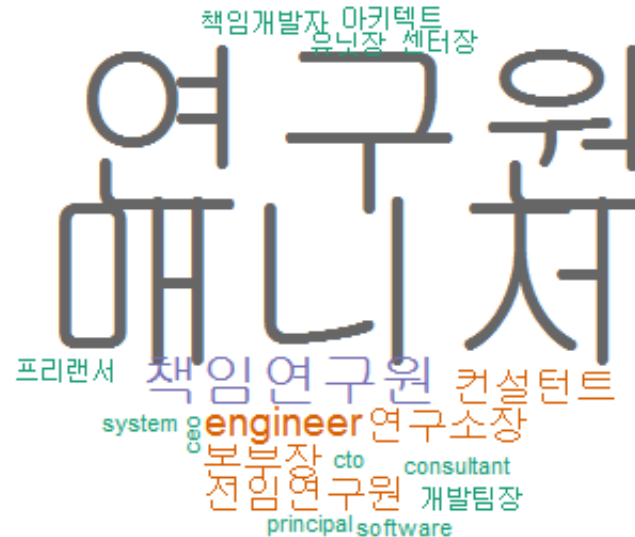 책임개발자 아키텍트
유닛장 센터장
연구원
매니저
프리랜서 책임연구원 컨설턴트
system ceo engineer 연구소장
본부장 cto consultant
전임연구원 개발팀장
principal software